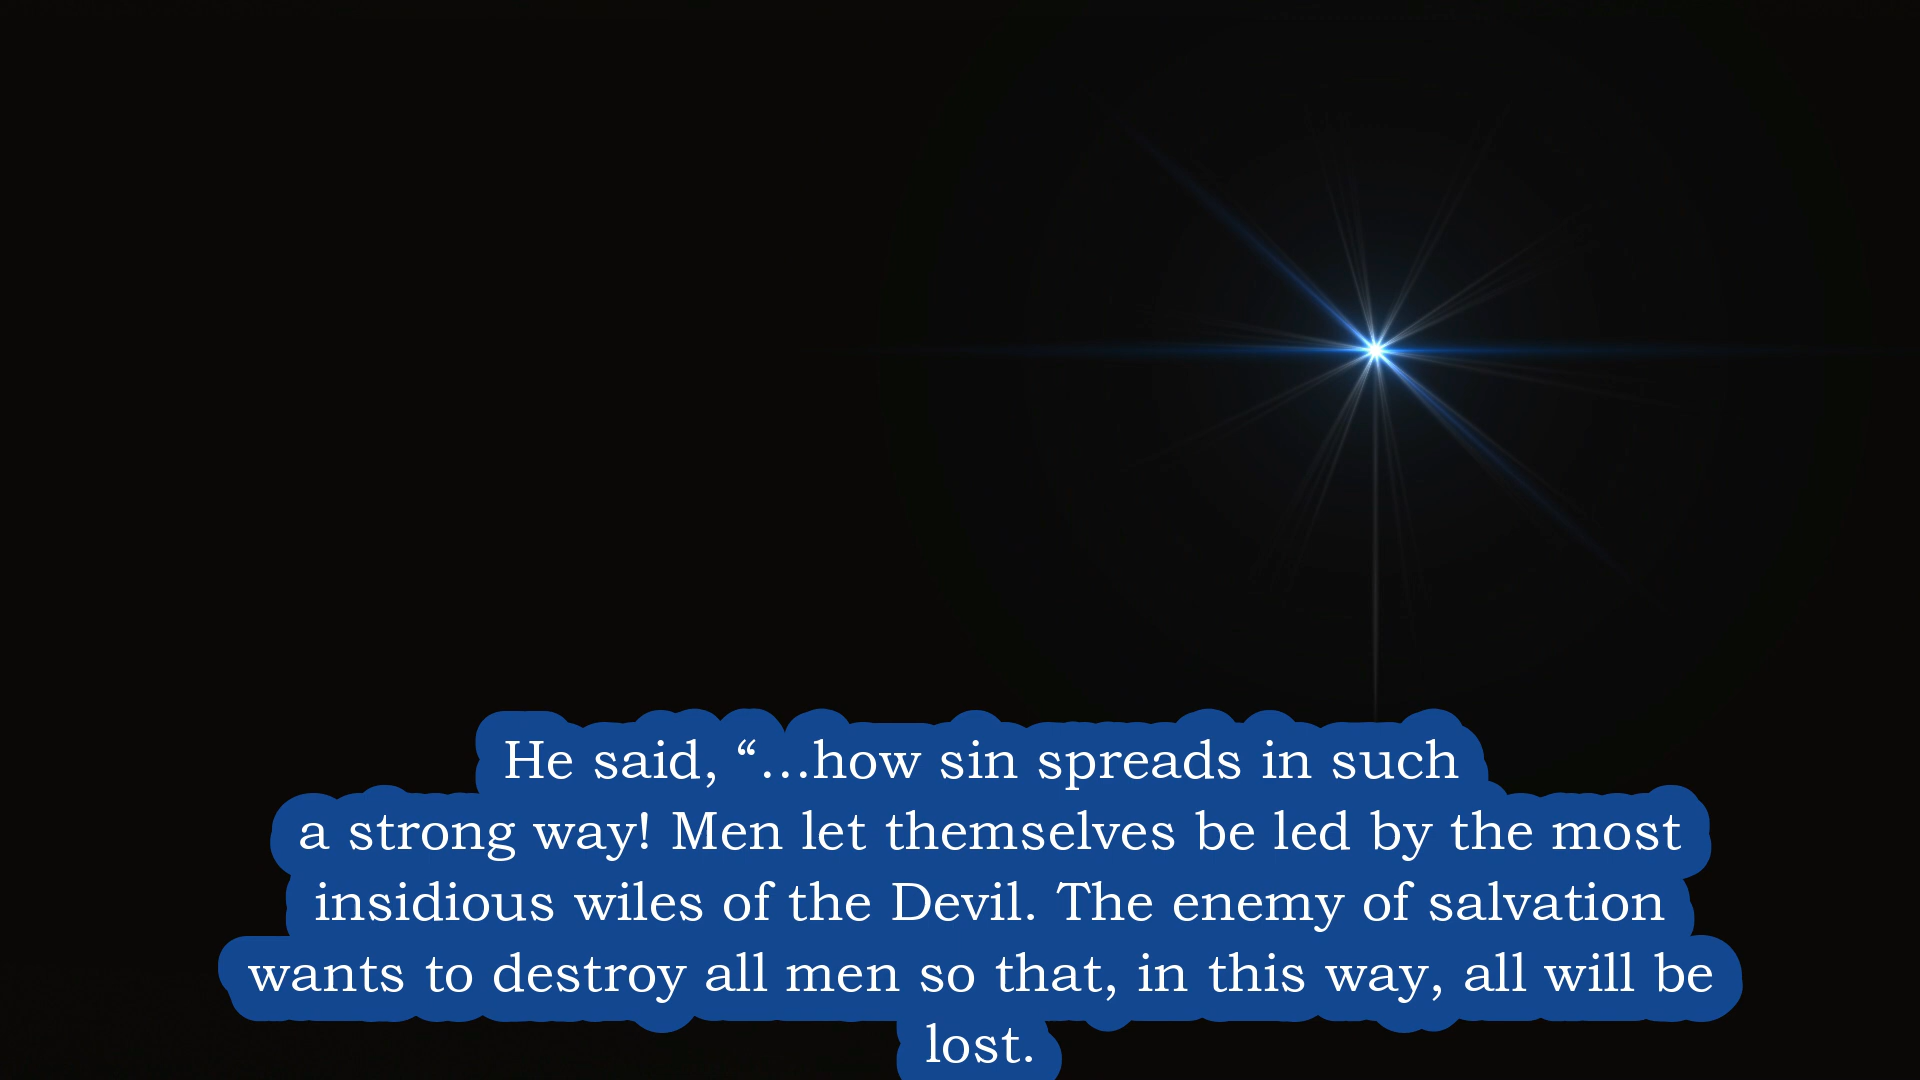 He said, “…how sin spreads in such
a strong way! Men let themselves be led by the most
insidious wiles of the Devil. The enemy of salvation
wants to destroy all men so that, in this way, all will be
lost.